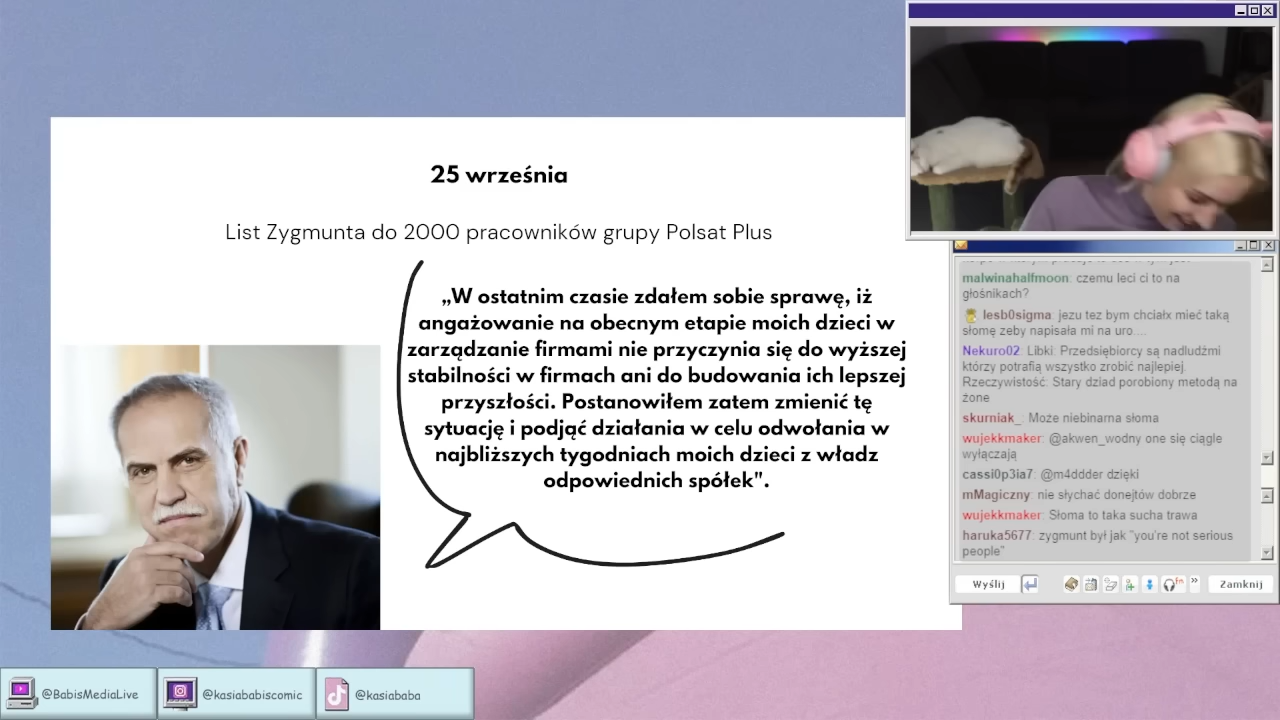 25 września
List Zygmunta do 2000 pracowników grupy Polsat Plus
„W ostatnim czasie zdałem sobie sprawę, iż
angażowanie na obecnym etapie moich dzieci w
zarządzanie firmami nie przyczynia się do wyższej
stabilności w firmach ani do budowania ich lepszej
przyszłości. Postanowiłem zatem zmienić tę
sytuację i podjąć działania w celu odwołania w
najbliższych tygodniach moich dzieci z władz
odpowiednich spółek".
malwinahalfmoon: czemu leci ci to na
głośnikach?
lesb0sigma: jezu tez bym chciałx mieć taką
słomę zeby napisała mi na uro....
Nekuro02: Libki: Przedsiębiorcy są nadludźmi
którzy potrafią wszystko zrobić najlepiej.
Rzeczywistość: Stary dziad porobiony metodą na
żone
skurniak_: Może niebinarna słoma
wujekkmaker: @akwen_wodny one się ciągle
wyłączają
cassi0p3ia7: @m4ddder dzięki
mMagiczny: nie słychać donejtów dobrze
wujekkmaker: Słoma to taka sucha trawa
haruka5677: zygmunt był jak "you're not serious
people"
Wyślij
fn
Zamknij
@BabisMediaLive
@kasiababiscomic
@kasiababa